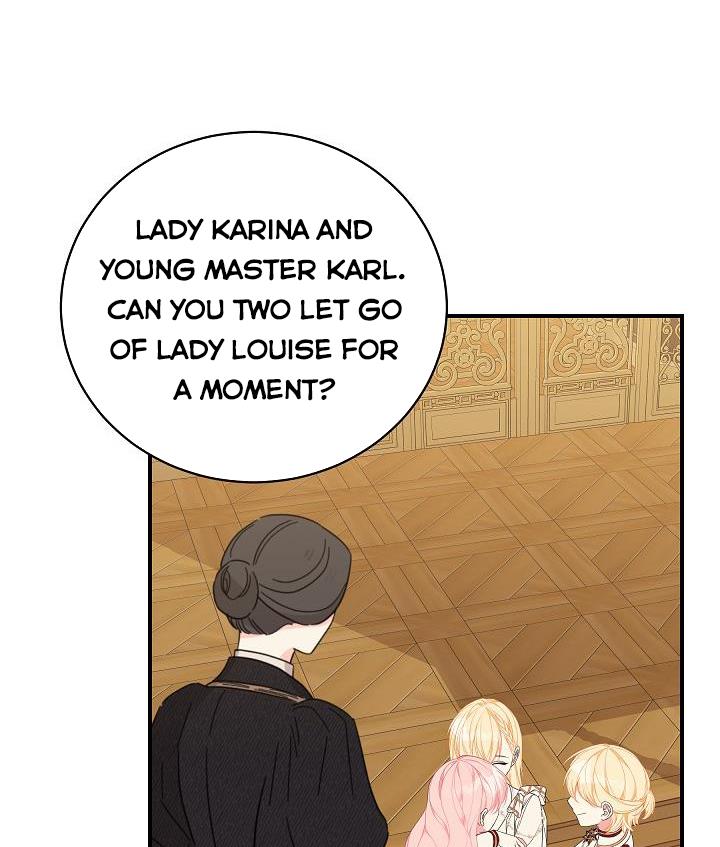 LADY KARINA AND
YOUNG MASTER KARL.
CAN YOU TWO LET GO
OF LADY LOUISE FOR
A MOMENT?